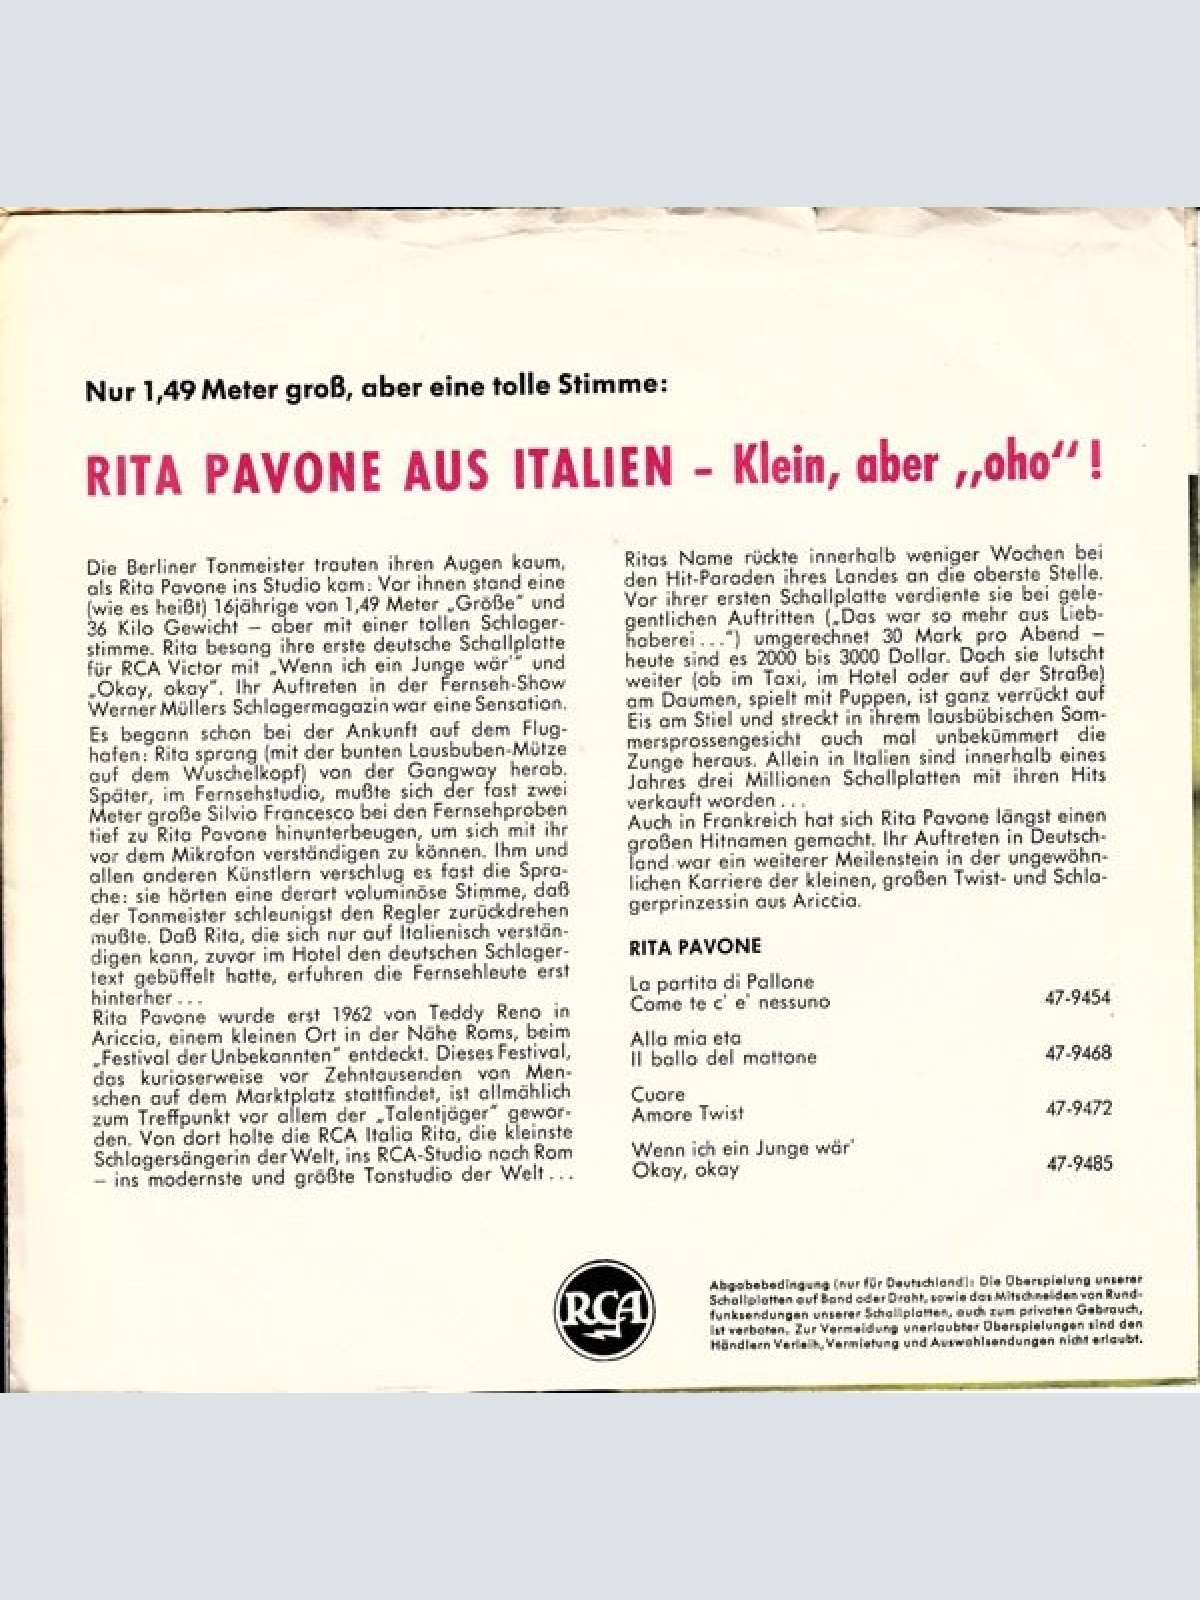 Nur 1,49 Meter groß, aber eine tolle Stimme:
RITA PAVONE AUS ITALIEN – Klein, aber „oho“!
Die Berliner Tonmeister trauten ihren Augen kaum,
als Rita Pavone ins Studio kam: Vor ihnen stand eine
(wie es heißt) 16jährige von 1,49 Meter „Größe“ und
36 Kilo Gewicht – aber mit einer tollen Schlager-
stimme. Rita besang ihre erste deutsche Schallplatte
für RCA Victor mit „Wenn ich ein Junge wär'“ und
„Okay, okay“. Ihr Auftreten in der Fernseh-Show
Werner Müllers Schlagermagazin war eine Sensation.
Es begann schon bei der Ankunft auf dem Flug-
hafen: Rita sprang (mit der bunten Lausbuben-Mütze
auf dem Wuschelkopf) von der Gangway herab.
Später, im Fernsehstudio, mußte sich der fast zwei
Meter große Silvio Francesco bei den Fernsehproben
tief zu Rita Pavone hinunterbeugen, um sich mit ihr
vor dem Mikrofon verständigen zu können. Ihm und
allen anderen Künstlern verschlug es fast die Spra-
che: sie hörten eine derart voluminöse Stimme, daß
der Tonmeister schleunigst den Regler zurückdrehen
mußte. Daß Rita, die sich nur auf Italienisch verstän-
digen kann, zuvor im Hotel den deutschen Schlager-
text gebüffelt hatte, erfuhren die Fernsehleute erst
hinterher ...
Rita Pavone wurde erst 1962 von Teddy Reno in
Ariccia, einem kleinen Ort in der Nähe Roms, beim
„Festival der Unbekannten“ entdeckt. Dieses Festival,
das kurioserweise vor Zehntausenden von Men-
schen auf dem Marktplatz stattfindet, ist allmählich
zum Treffpunkt vor allem der „Talentjäger“ gewor-
den. Von dort holte die RCA Italia Rita, die kleinste
Schlagersängerin der Welt, ins RCA-Studio nach Rom
– ins modernste und größte Tonstudio der Welt ...
Ritas Name rückte innerhalb weniger Wochen bei
den Hit-Paraden ihres Landes an die oberste Stelle.
Vor ihrer ersten Schallplatte verdiente sie bei gele-
gentlichen Auftritten („Das war so mehr aus Lieb-
haberei ...“) umgerechnet 30 Mark pro Abend –
heute sind es 2000 bis 3000 Dollar. Doch sie lutscht
weiter (ob im Taxi, im Hotel oder auf der Straße)
am Daumen, spielt mit Puppen, ist ganz verrückt auf
Eis am Stiel und streckt in ihrem lausbübischen Som-
mersprossengesicht auch mal unbekümmert die
Zunge heraus. Allein in Italien sind innerhalb eines
Jahres drei Millionen Schallplatten mit ihren Hits
verkauft worden ...
Auch in Frankreich hat sich Rita Pavone längst einen
großen Hitnamen gemacht. Ihr Auftreten in Deutsch-
land war ein weiterer Meilenstein in der ungewöhn-
lichen Karriere der kleinen, großen Twist- und Schla-
gerprinzessin aus Ariccia.
RITA PAVONE
La partita di Pallone
Come te c' e' nessuno 47-9454
Alla mia eta
Il ballo del mattone 47-9468
Cuore
Amore Twist 47-9472
Wenn ich ein Junge wär'
Okay, okay 47-9485
RCA
Abgabebedingung (nur für Deutschland): Die Überspielung unserer
Schallplatten auf Band oder Draht, sowie das Mitschneiden von Rund-
funksendungen unserer Schallplatten, auch zum privaten Gebrauch,
ist verboten. Zur Vermeidung unerlaubter Überspielungen sind den
Händlern Verleih, Vermietung und Auswahlsendungen nicht erlaubt.